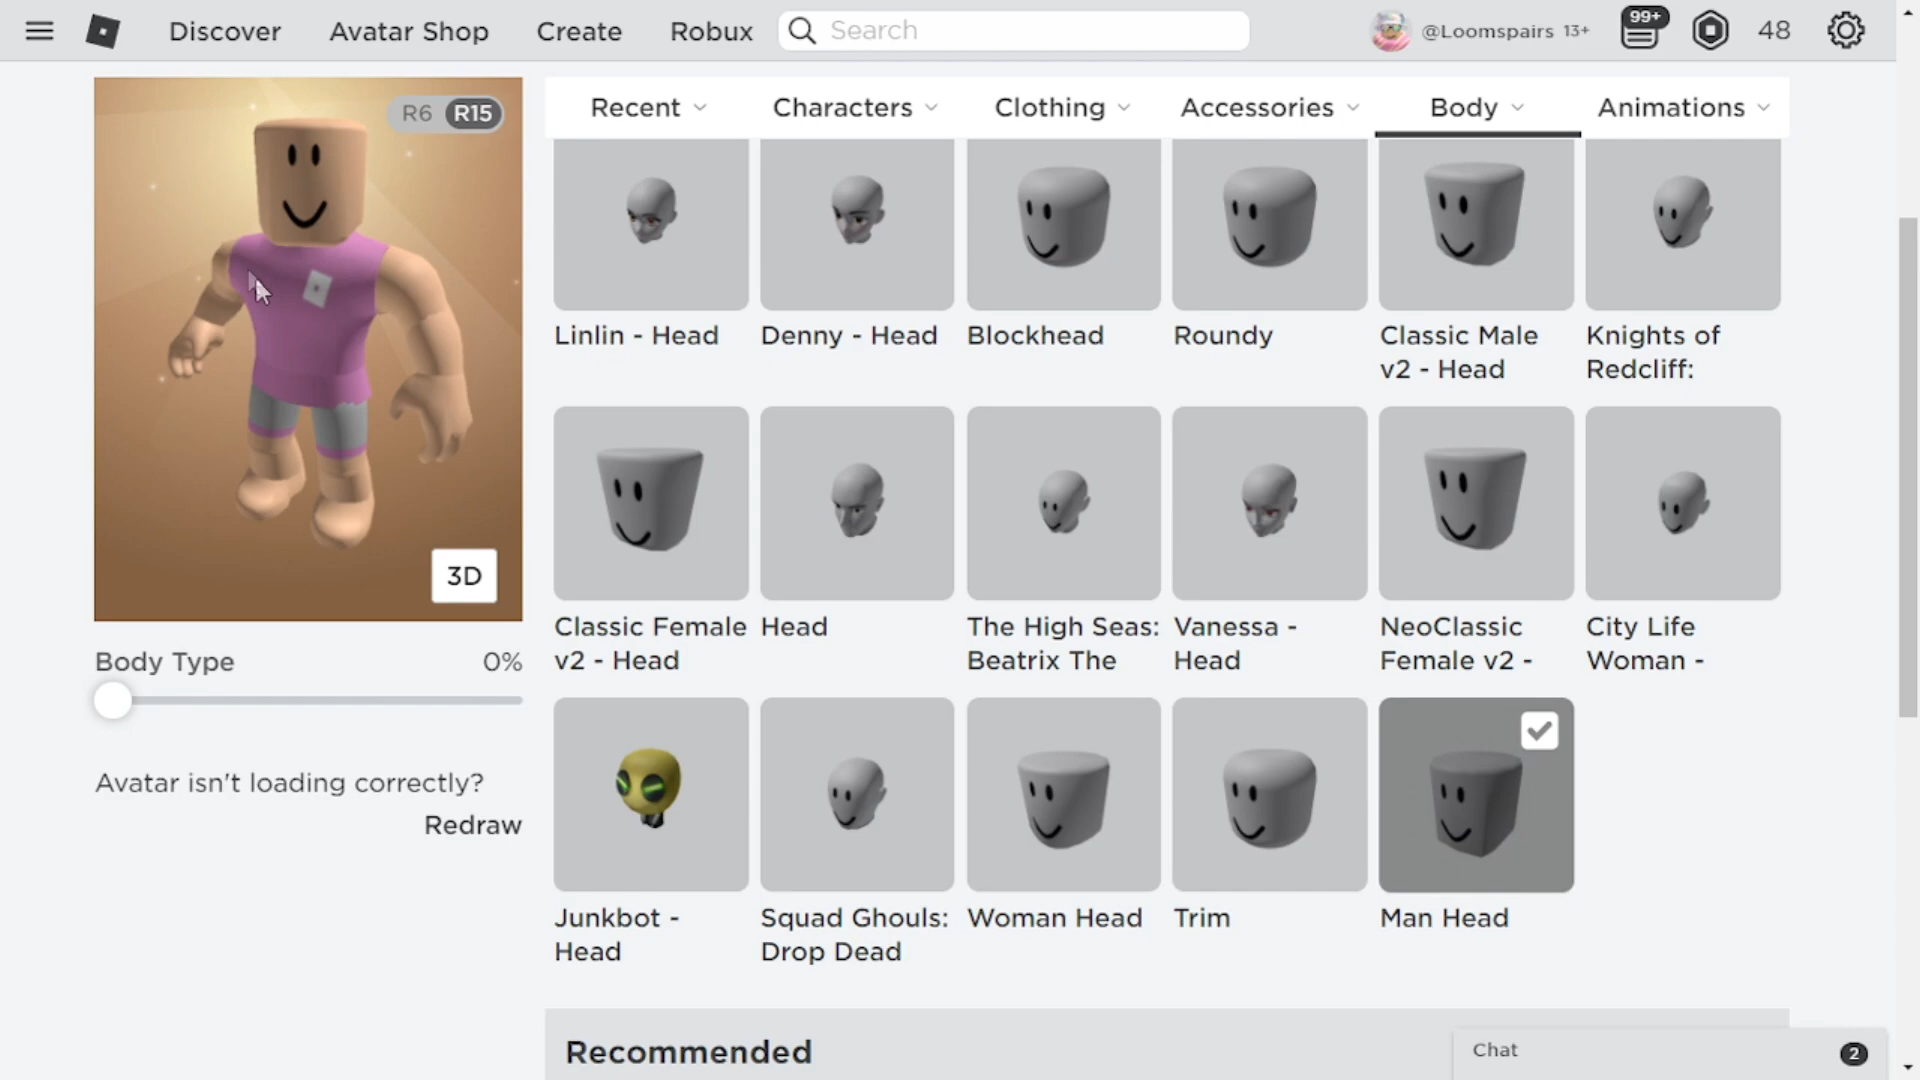 Discover
Avatar Shop
Create
Robux
Search
@Loomspairs 13+
99+
48
R6 R15
3D
Body Type 0%
Avatar isn't loading correctly?
Redraw
Recent
Characters
Clothing
Accessories
Body
Animations
Linlin - Head
Denny - Head
Blockhead
Roundy
Classic Male
v2 - Head
Knights of
Redcliff:
Classic Female
v2 - Head
Head
The High Seas:
Beatrix The
Vanessa -
Head
NeoClassic
Female v2 -
City Life
Woman -
Junkbot -
Head
Squad Ghouls:
Drop Dead
Woman Head
Trim
Man Head
Recommended
Chat
2